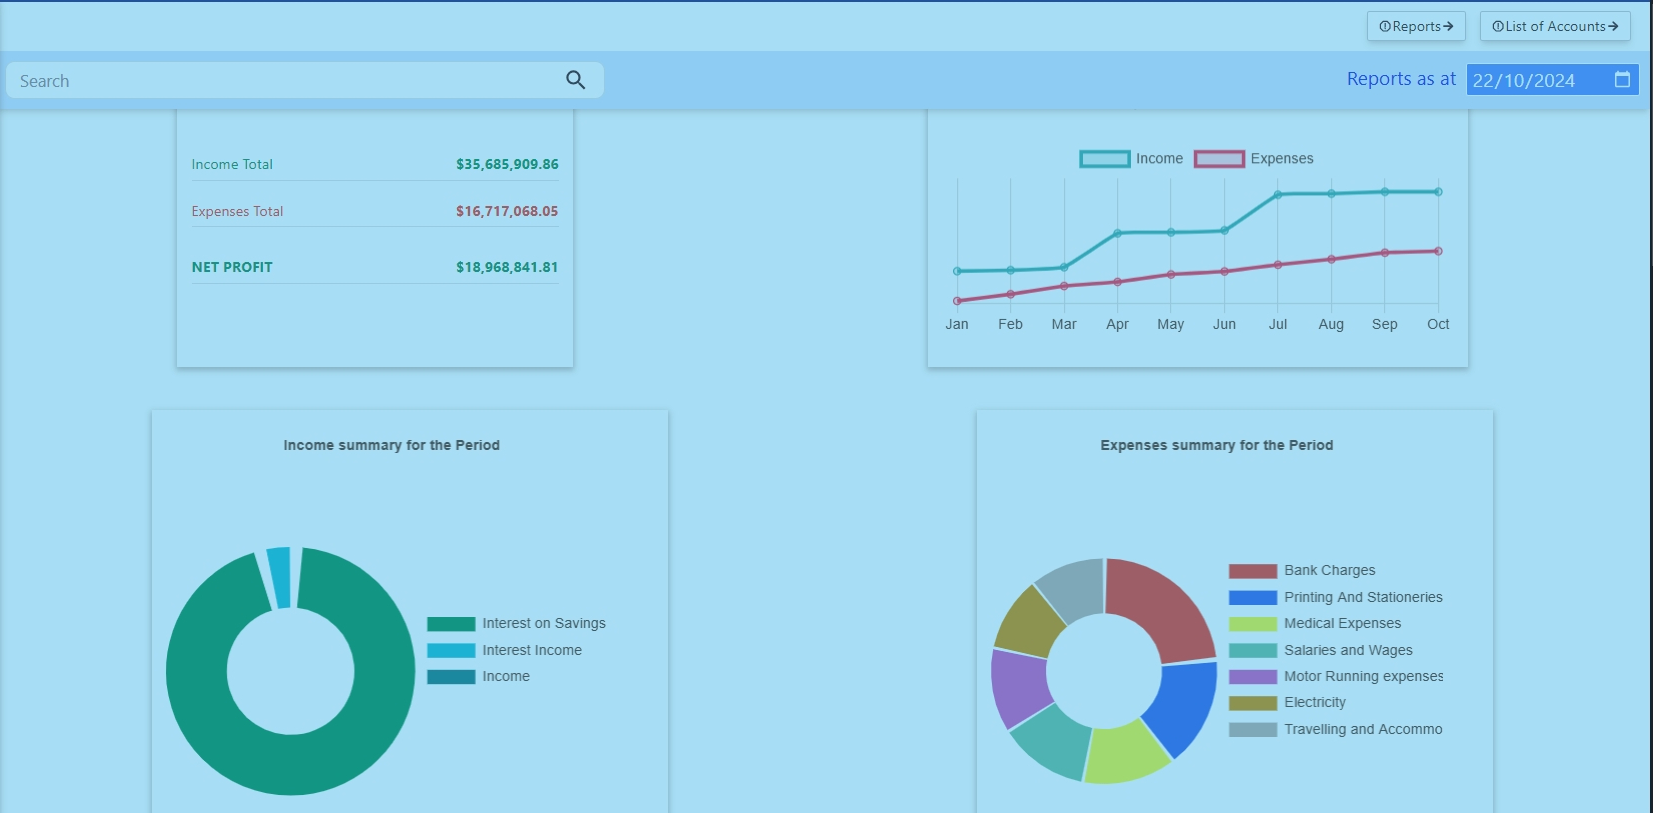 Reports
List of Accounts
Search
Reports as at 22/10/2024
Income Total $35,685,909.86
Expenses Total $16,717,068.05
NET PROFIT $18,968,841.81
Income Expenses
Jan Feb Mar Apr May Jun Jul Aug Sep Oct
Income summary for the Period
Interest on Savings
Interest Income
Income
Expenses summary for the Period
Bank Charges
Printing And Stationeries
Medical Expenses
Salaries and Wages
Motor Running expenses
Electricity
Travelling and Accommo